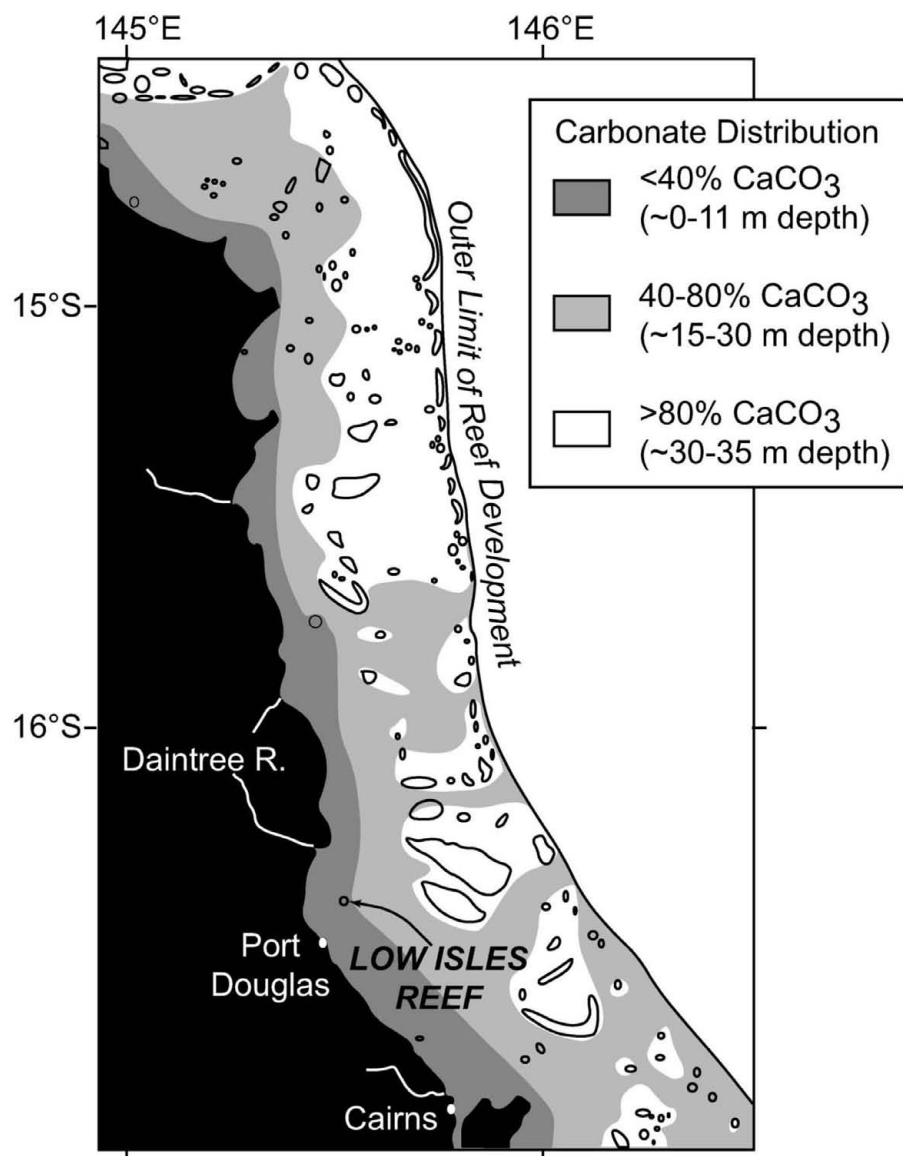 145°E
146°E
Carbonate Distribution
<40% CaCO3
(~0-11 m depth)
40-80% CaCO3
(~15-30 m depth)
>80% CaCO3
(~30-35 m depth)
15°S
Outer Limit of Reef Development
16°S
Daintree R.
Port
Douglas
LOW ISLES
REEF
Cairns